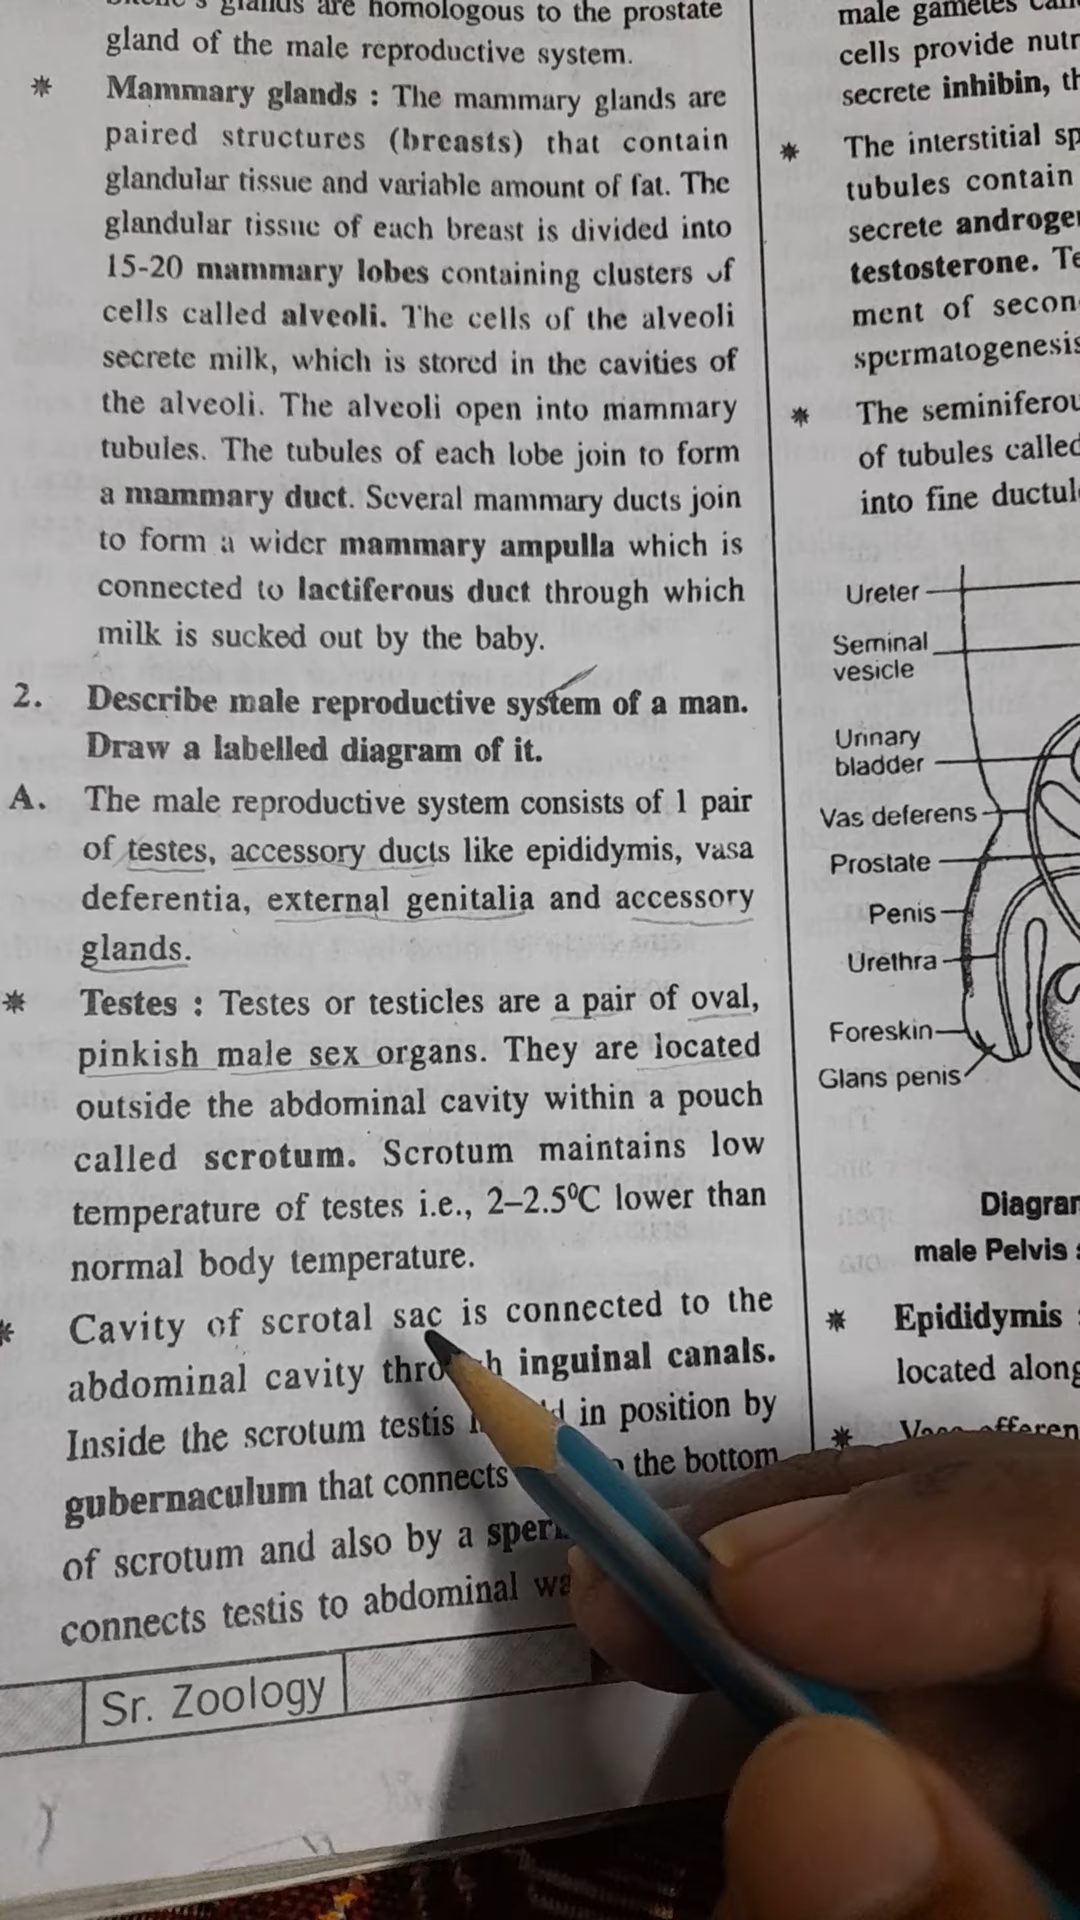 glands are homologous to the prostate
gland of the male reproductive system.
* Mammary glands : The mammary glands are
paired structures (breasts) that contain
glandular tissue and variable amount of fat. The
glandular tissue of each breast is divided into
15-20 mammary lobes containing clusters of
cells called alveoli. The cells of the alveoli
secrete milk, which is stored in the cavities of
the alveoli. The alveoli open into mammary
tubules. The tubules of each lobe join to form
a mammary duct. Several mammary ducts join
to form a wider mammary ampulla which is
connected to lactiferous duct through which
milk is sucked out by the baby.
2. Describe male reproductive system of a man.
Draw a labelled diagram of it.
A. The male reproductive system consists of 1 pair
of testes, accessory ducts like epididymis, vasa
deferentia, external genitalia and accessory
glands.
* Testes : Testes or testicles are a pair of oval,
pinkish male sex organs. They are located
outside the abdominal cavity within a pouch
called scrotum. Scrotum maintains low
temperature of testes i.e., 2–2.5⁰C lower than
normal body temperature.
* Cavity of scrotal sac is connected to the
abdominal cavity inguinal canals.
Inside the scrotum testis in position by
gubernaculum that connects the bottom
of scrotum and also by a
connects testis to abdominal
Sr. Zoology
male gametes
cells provide
secrete inhibin,
* The interstitial
tubules contain
secrete
testosterone.
ment of
spermatogenesis
* The
of tubules called
into fine
Ureter
Seminal
vesicle
Urinary
bladder
Vas deferens
Prostate
Penis
Urethra
Foreskin
Glans penis
male Pelvis
* Epididymis
located
*